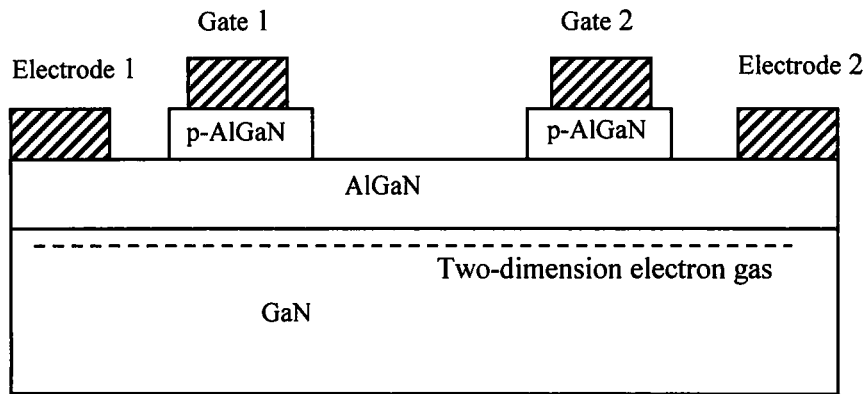 Gate 1
Gate 2
Electrode 1
Electrode 2
p-AlGaN
p-AlGaN
AlGaN
Two-dimension electron gas
GaN